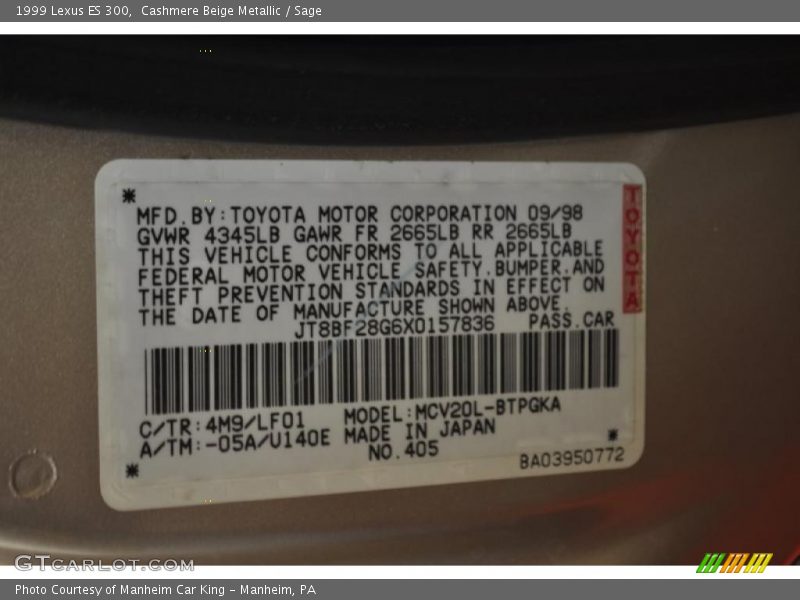 1999 Lexus ES 300,  Cashmere Beige Metallic / Sage
MFD.BY:TOYOTA MOTOR CORPORATION 09/98
GVWR 4345LB GAWR FR 2665LB RR 2665LB
THIS VEHICLE CONFORMS TO ALL APPLICABLE
FEDERAL MOTOR VEHICLE SAFETY.BUMPER.AND
THEFT PREVENTION STANDARDS IN EFFECT ON
THE DATE OF MANUFACTURE SHOWN ABOVE.
JT8BF28G6X0157836 PASS.CAR
TOYOTA
C/TR:4M9/LF01 MODEL:MCV20L-BTPGKA
A/TM:-05A/U140E MADE IN JAPAN
NO.405
BA03950772
GTCARLOT.COM
Photo Courtesy of Manheim Car King - Manheim, PA